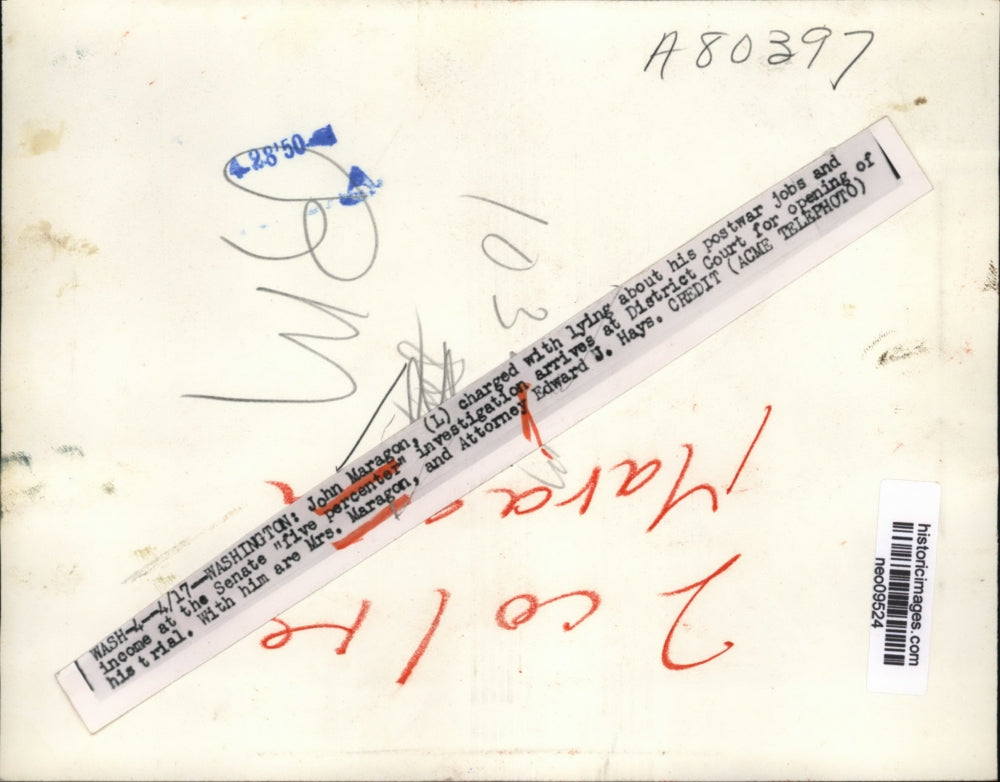 A80397
4-28'50
103
WASH-4--4/17--WASHINGTON: John Maragon, (L) charged with lying about his postwar jobs and
income at the Senate "five percenter" investigation arrives at District Court for opening of
his trial. With him are Mrs. Maragon, and Attorney Edward J. Hays. CREDIT (ACME TELEPHOTO)
2 col re
historicimages.com
neo09524